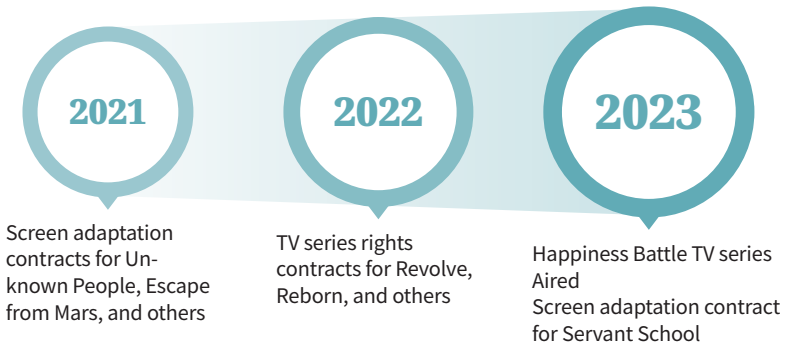 2021
Screen adaptation
contracts for Un-
known People, Escape
from Mars, and others
2022
TV series rights
contracts for Revolve,
Reborn, and others
2023
Happiness Battle TV series
Aired
Screen adaptation contract
for Servant School